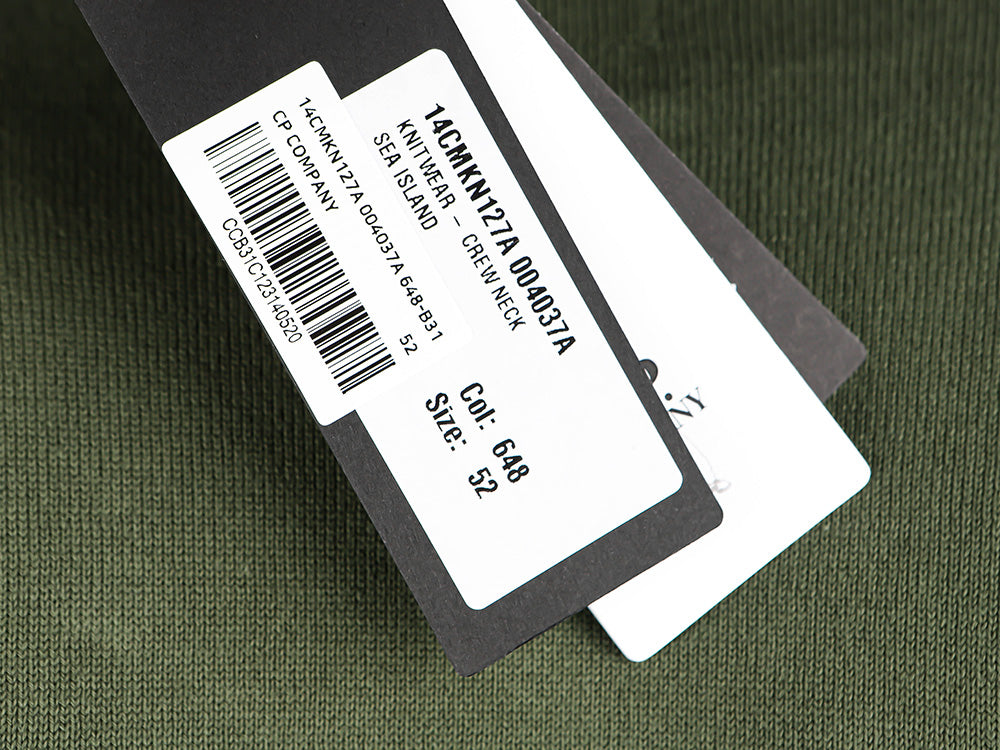 14CMKN127A 004037A 648-B31
CP COMPANY
52
CCB31C123140520
14CMKN127A 004037A
KNITWEAR – CREW NECK
SEA ISLAND
Col: 648
Size: 52